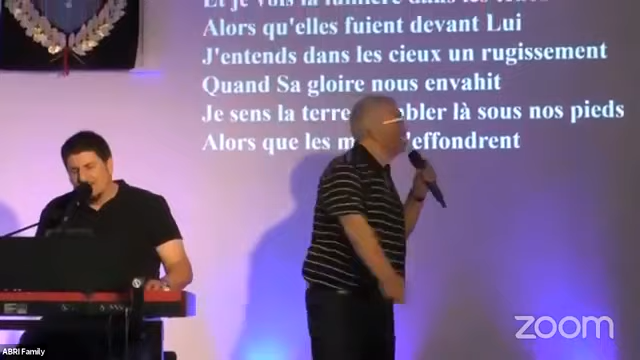 Et je vois la lumière dans les
Alors qu'elles fuient devant Lui
J'entends dans les cieux un rugissement
Quand Sa gloire nous envahit
Je sens la terre bler là sous nos pieds
Alors que les m 'effondrent
zoom
ABRI Family